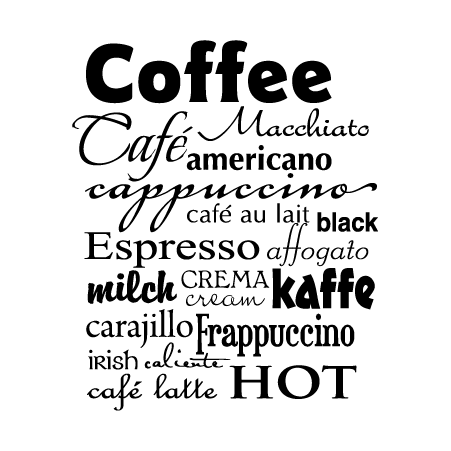 Coffee
Café Macchiato
americano
cappuccino
café au lait black
Espresso affogato
milch CREMA kaffe
cream
carajillo Frappuccino
IRISH caliente
café latte HOT